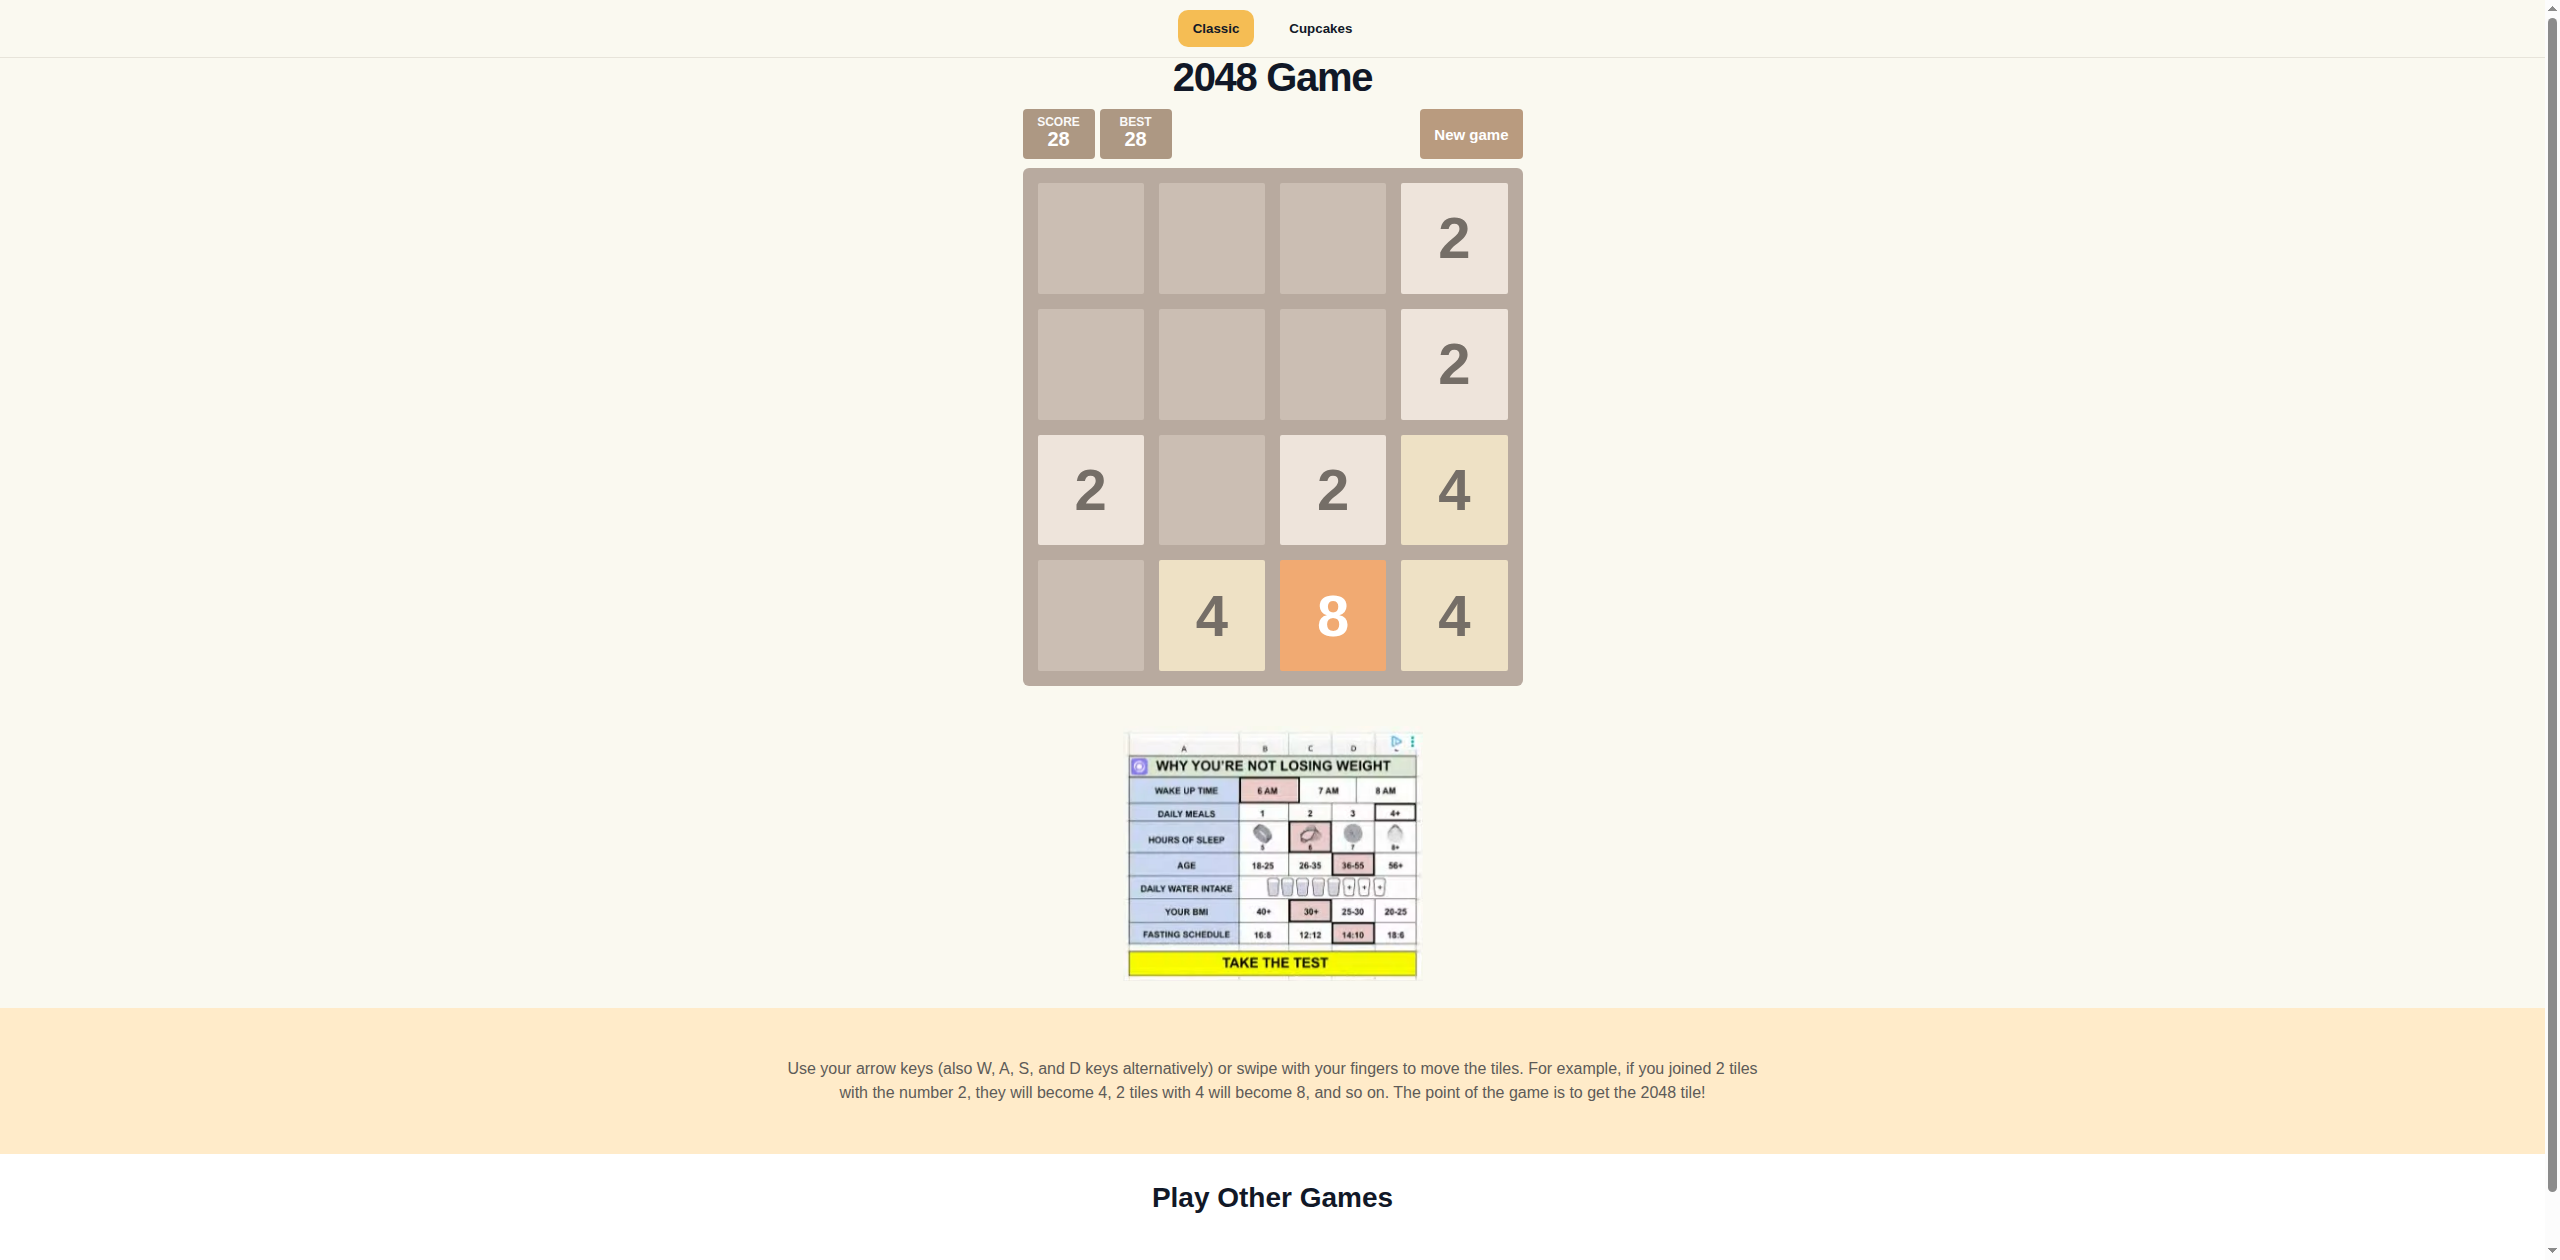 Classic Cupcakes
2048 Game
SCORE BEST
28 28
New game
2
2
2 2 4
4 8 4
A B C D
WHY YOU'RE NOT LOSING WEIGHT
WAKE UP TIME 6 AM 7 AM 8 AM
DAILY MEALS 1 2 3 4+
HOURS OF SLEEP 5 6 7 8+
AGE 18-25 26-35 36-55 56+
DAILY WATER INTAKE + + +
YOUR BMI 40+ 30+ 25-30 20-25
FASTING SCHEDULE 16:8 12:12 14:10 18:6
TAKE THE TEST
Use your arrow keys (also W, A, S, and D keys alternatively) or swipe with your fingers to move the tiles. For example, if you joined 2 tiles
with the number 2, they will become 4, 2 tiles with 4 will become 8, and so on. The point of the game is to get the 2048 tile!
Play Other Games